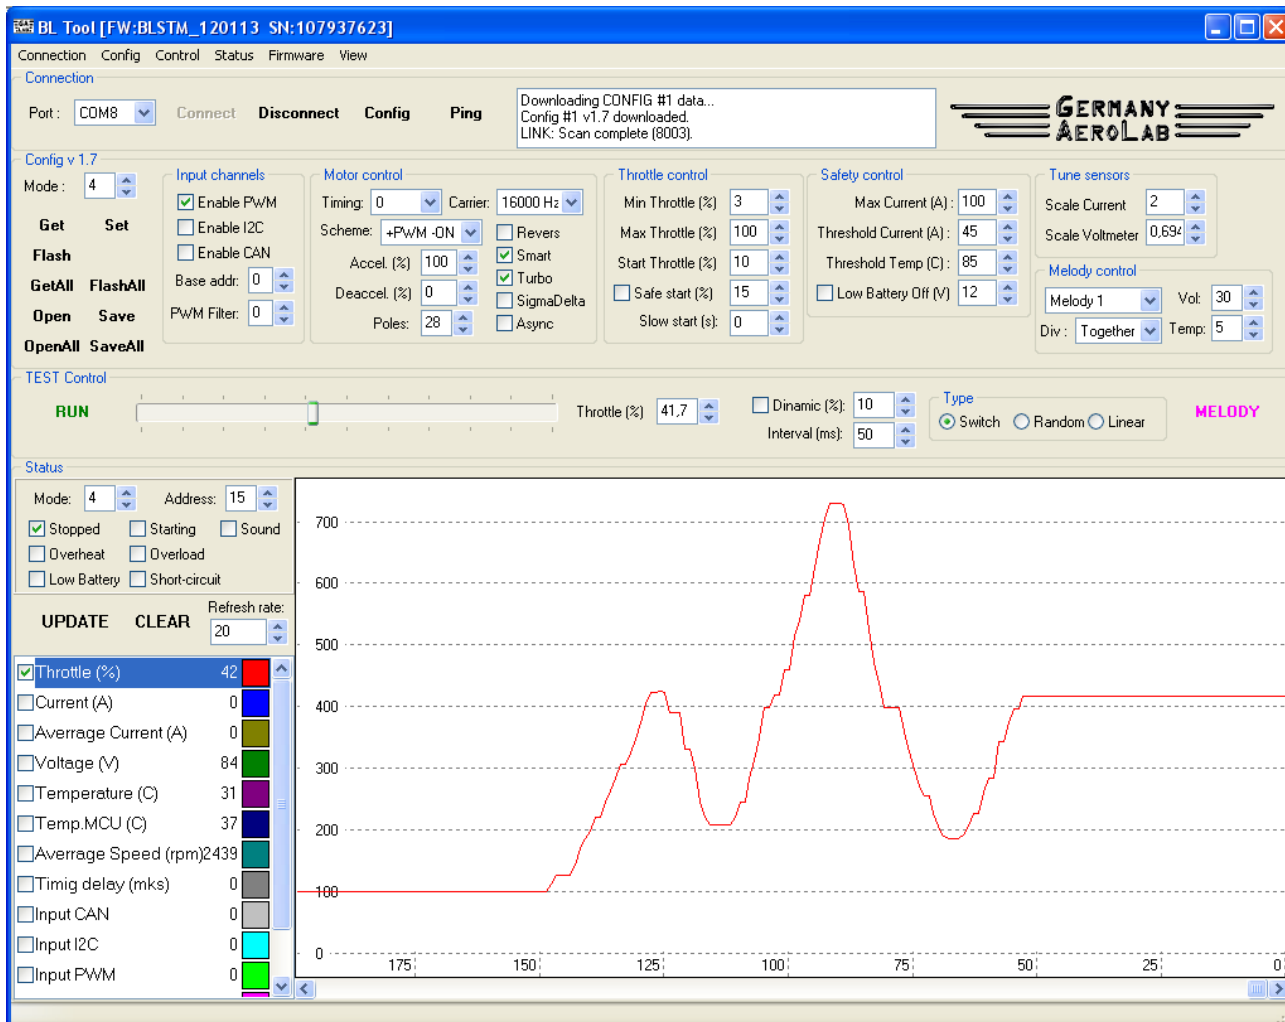 BL Tool [FW:BLSTM_120113 SN:107937623]
Connection Config Control Status Firmware View
Connection
Port : COM8 Connect Disconnect Config Ping
Downloading CONFIG #1 data...
Config #1 v1.7 downloaded.
LINK: Scan complete (8003).
GERMANY
AEROLAB
Config v 1.7
Mode : 4
Get Set
Flash
GetAll FlashAll
Open Save
OpenAll SaveAll
Input channels
Enable PWM
Enable I2C
Enable CAN
Base addr: 0
PWM Filter: 0
Motor control
Timing: 0 Carrier: 16000 Hz
Scheme: +PWM -ON Revers
Smart
Accel. (%) 100
Turbo
Deaccel. (%) 0 SigmaDelta
Poles: 28 Async
Throttle control
Min Throttle (%) 3
Max Throttle (%) 100
Start Throttle (%) 10
Safe start (%) 15
Slow start (s): 0
Safety control
Max Current (A) : 100
Threshold Current (A) : 45
Threshold Temp (C) : 85
Low Battery Off (V) 12
Tune sensors
Scale Current 2
Scale Voltmeter 0,694
Melody control
Melody 1 Vol: 30
Div : Together Temp: 5
TEST Control
RUN Throttle (%) 41,7
Dinamic (%): 10
Interval (ms): 50
Type
Switch Random Linear
MELODY
Status
Mode: 4 Address: 15
Stopped Starting Sound
Overheat Overload
Low Battery Short-circuit
UPDATE CLEAR Refresh rate:
20
Throttle (%) 42
Current (A) 0
Averrage Current (A) 0
Voltage (V) 84
Temperature (C) 31
Temp.MCU (C) 37
Averrage Speed (rpm) 2439
Timig delay (mks) 0
Input CAN 0
Input I2C 0
Input PWM 0
700
600
500
400
300
200
100
0
175 150 125 100 75 50 25 0